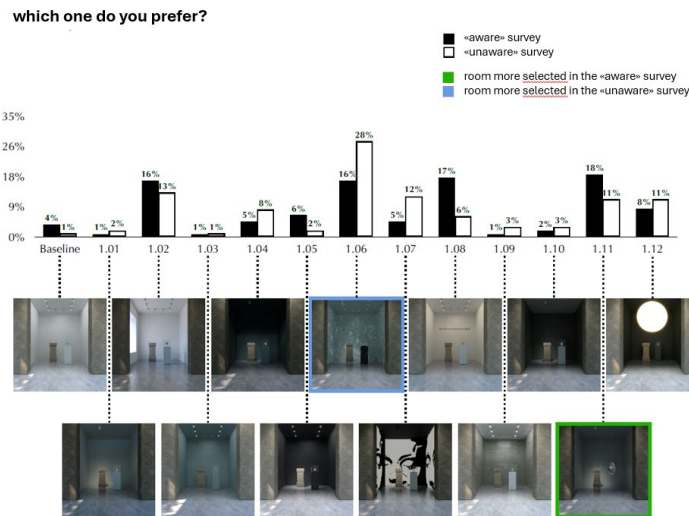 which one do you prefer?
«aware» survey
«unaware» survey
room more selected in the «aware» survey
room more selected in the «unaware» survey
35%
26%
18%
9%
0%
4% 1% 1% 2% 16% 13% 1% 1% 5% 8% 6% 2% 16% 28% 5% 12% 17% 6% 1% 3% 2% 3% 18% 11% 8% 11%
Baseline 1.01 1.02 1.03 1.04 1.05 1.06 1.07 1.08 1.09 1.10 1.11 1.12